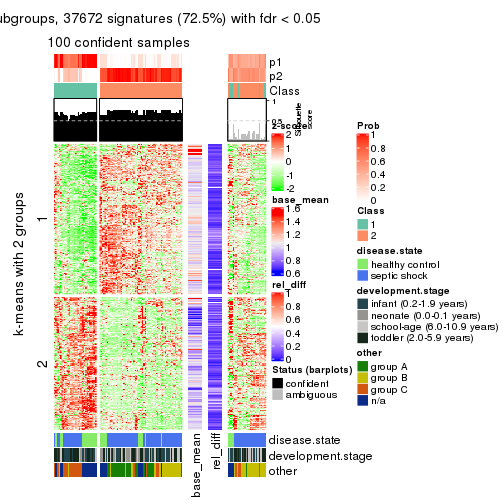 ubgroups, 37672 signatures (72.5%) with fdr < 0.05
100 confident samples
p1
p2
Class
1
0.5
Silhouette
score
k-means with 2 groups
1
2
z-score
2
1
0
-1
-2
base_mean
1.6
1.4
1.2
1
0.8
0.6
rel_diff
1
0.8
0.6
0.4
0.2
0
Status (barplots)
confident
ambiguous
Prob
1
0.8
0.6
0.4
0.2
0
Class
1
2
disease.state
healthy control
septic shock
development.stage
infant (0.2-1.9 years)
neonate (0.0-0.1 years)
school-age (6.0-10.9 years)
toddler (2.0-5.9 years)
other
group A
group B
group C
n/a
disease.state
development.stage
other
base_mean
rel_diff